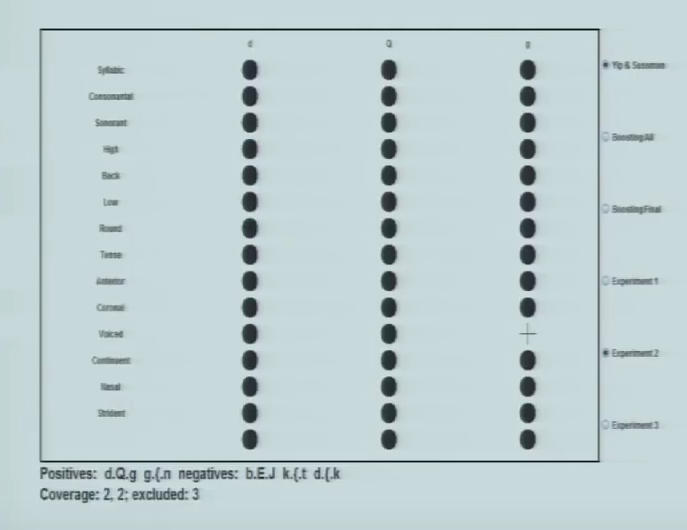 d Q g
Syllabic
Consonantal
Sonorant
High
Back
Low
Round
Tense
Anterior
Coronal
Voiced
Continuent
Nasal
Strident
Yip & Sussman
Boosting All
Boosting Final
Experiment 1
Experiment 2
Experiment 3
Positives: d.Q.g g.{.n negatives: b.E.J k.{.t d.{.k
Coverage: 2, 2; excluded: 3